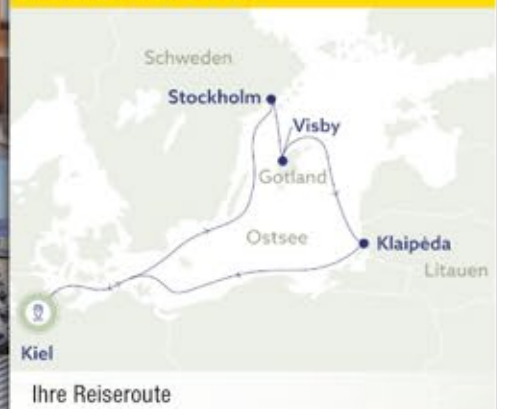 Schweden
Stockholm
Visby
Gotland
Ostsee
Klaipėda
Litauen
Kiel
Ihre Reiseroute